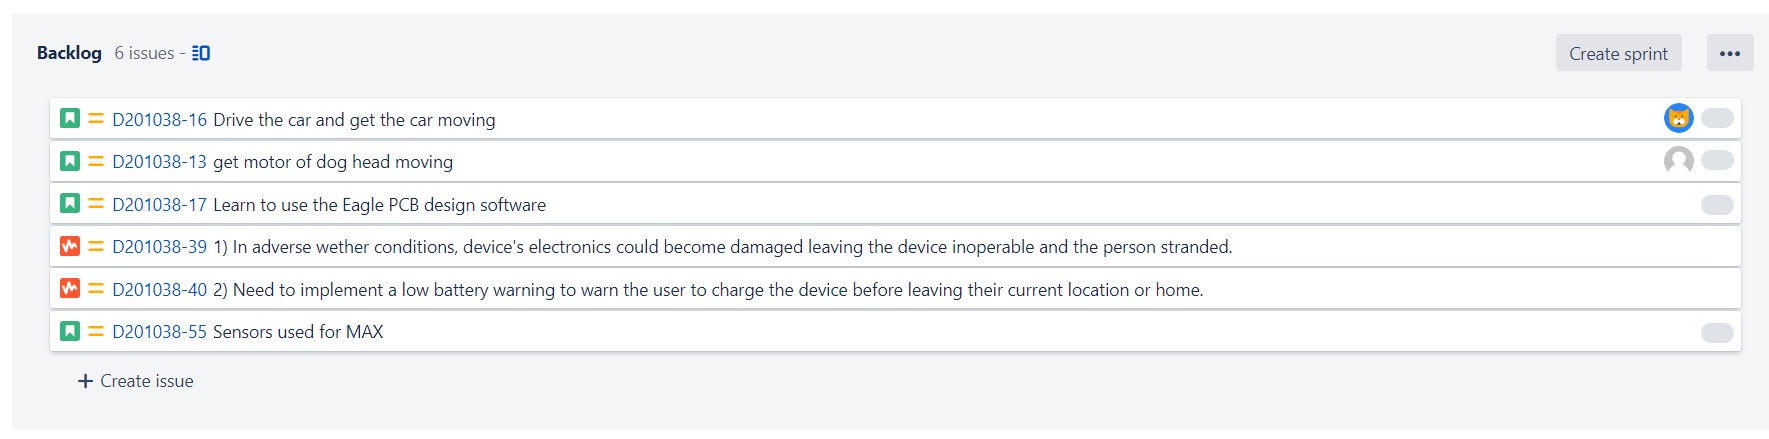 Backlog 6 issues - Create sprint
D201038-16 Drive the car and get the car moving
D201038-13 get motor of dog head moving
D201038-17 Learn to use the Eagle PCB design software
D201038-39 1) In adverse wether conditions, device's electronics could become damaged leaving the device inoperable and the person stranded.
D201038-40 2) Need to implement a low battery warning to warn the user to charge the device before leaving their current location or home.
D201038-55 Sensors used for MAX
+ Create issue